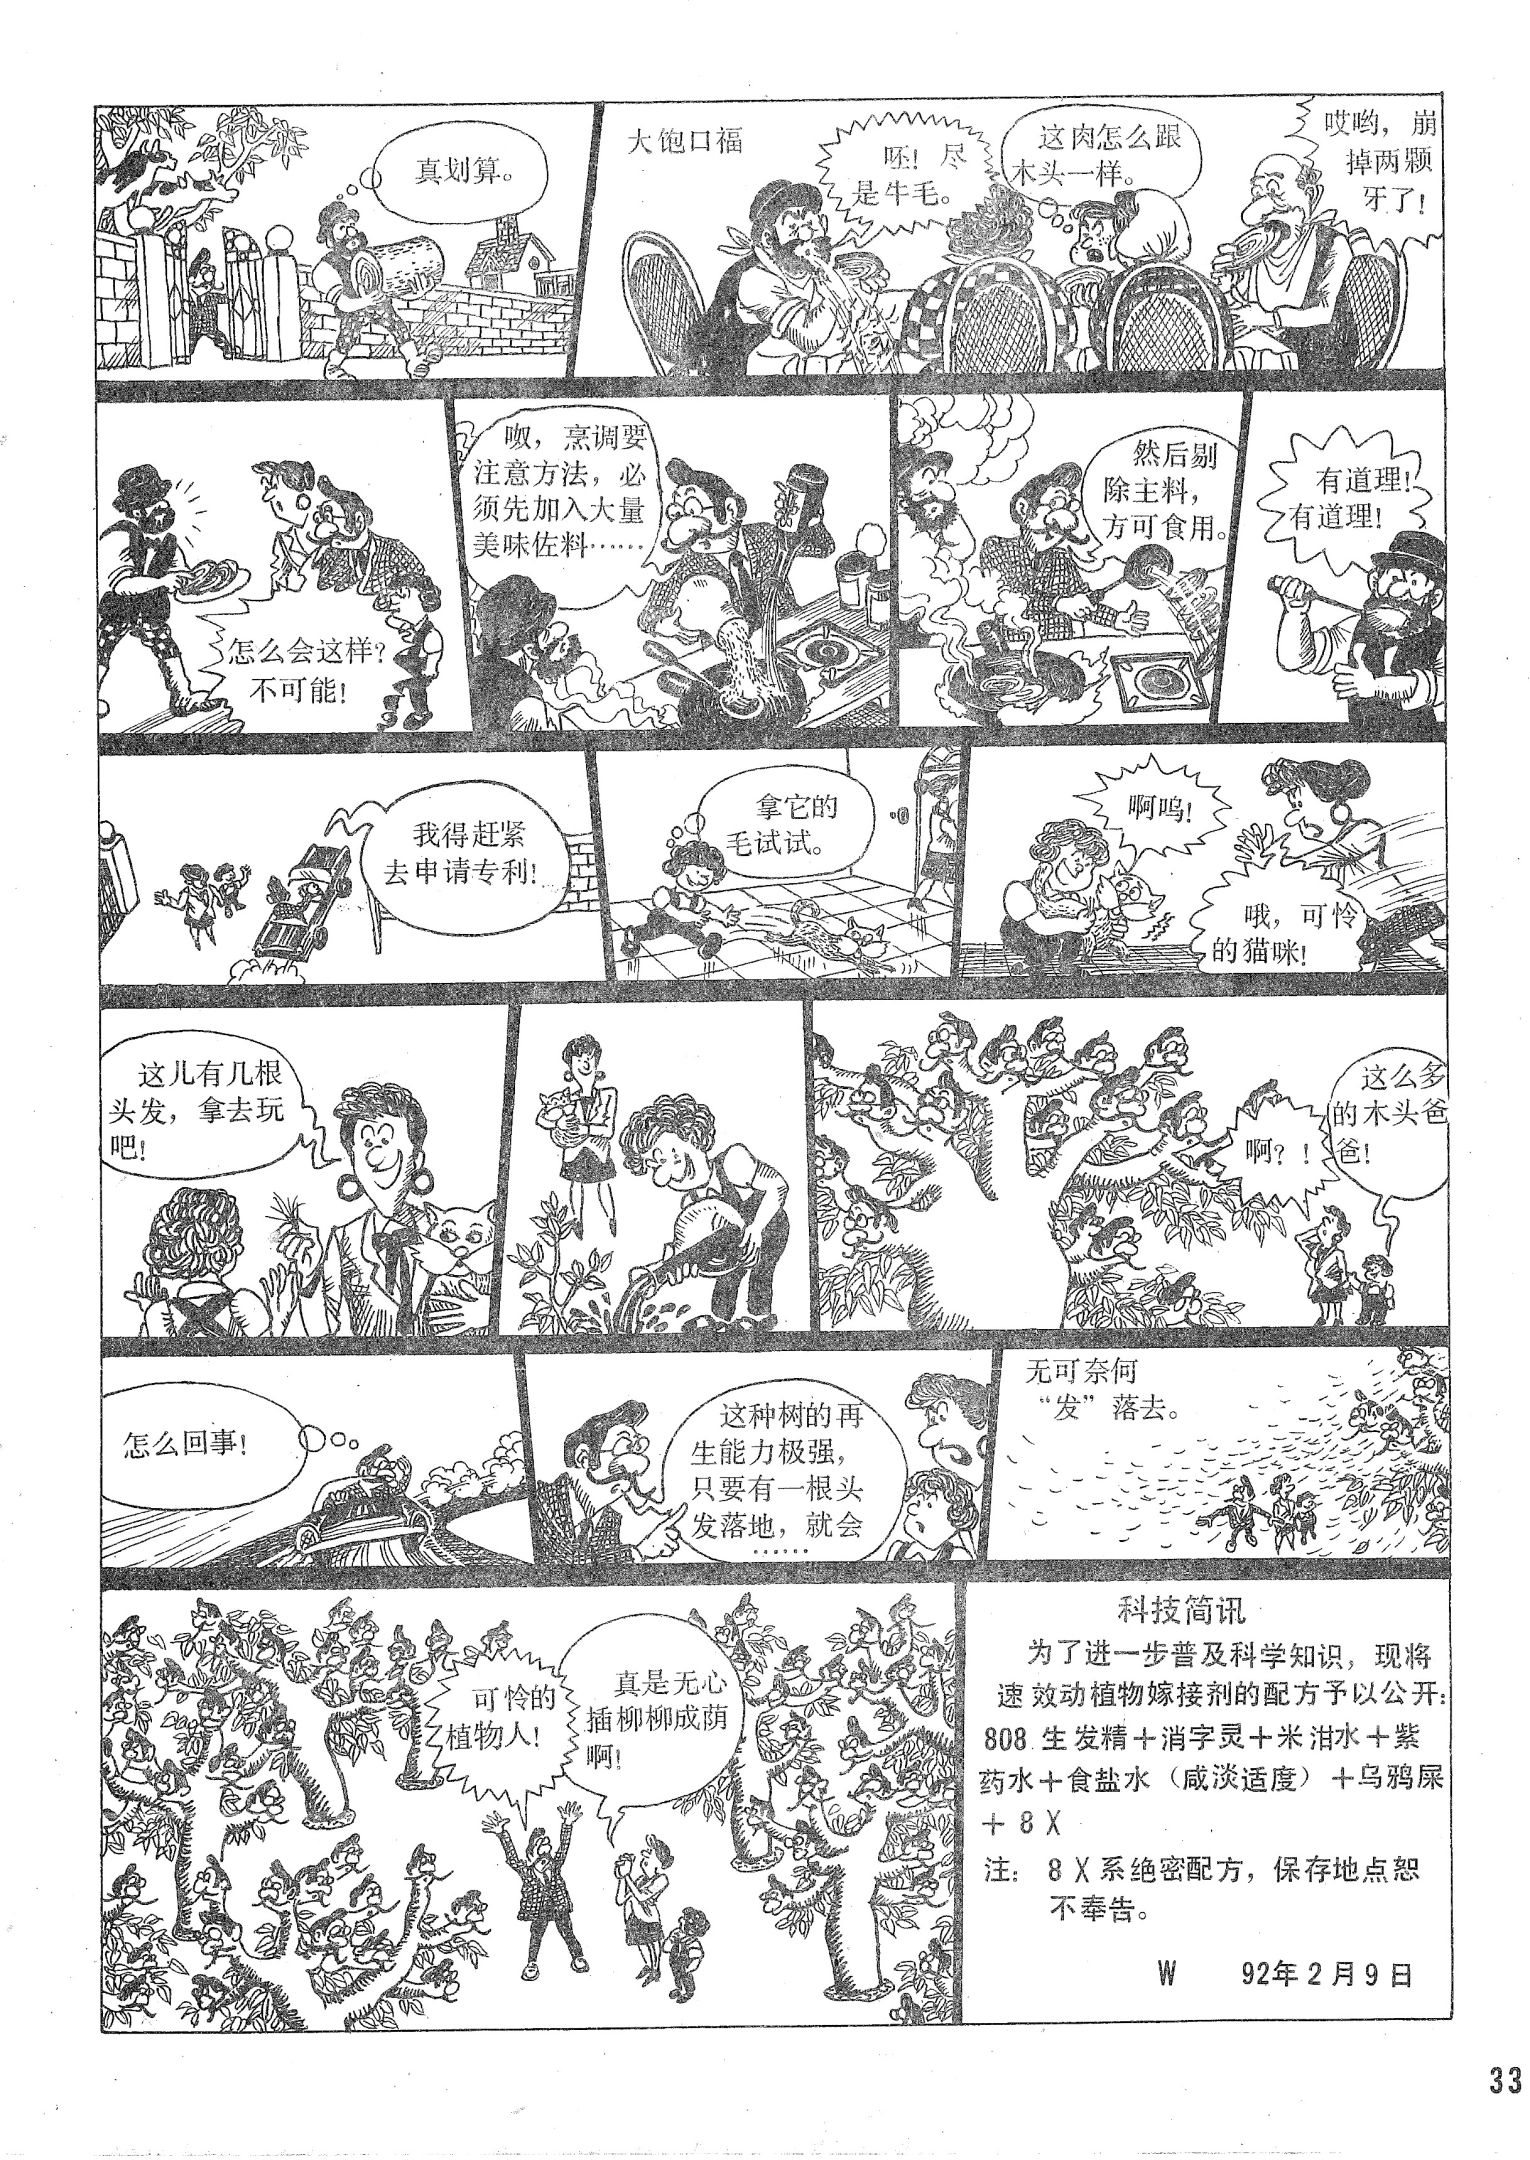 真划算。
大饱口福
呸！尽
是牛毛。
这肉怎么跟
木头一样。
哎哟，崩
掉两颗
牙了！
怎么会这样？
不可能！
呶，烹调要
注意方法，必
须先加入大量
美味佐料……
然后剔
除主料，
方可食用。
有道理！
有道理！
我得赶紧
去申请专利！
拿它的
毛试试。
啊呜！
哦，可怜
的猫咪！
这儿有几根
头发，拿去玩
吧！
啊？！
这么多
的木头爸
爸！
怎么回事！
这种树的再
生能力极强，
只要有一根头
发落地，就会
……
无可奈何
“发”落去。
可怜的
植物人！
真是无心
插柳柳成荫
啊！
科技简讯
为了进一步普及科学知识，现将
速效动植物嫁接剂的配方予以公开：
808 生发精＋消字灵＋米泔水＋紫
药水＋食盐水（咸淡适度）＋乌鸦屎
＋8X
注：8X系绝密配方，保存地点恕
不奉告。
W 92年2月9日
33